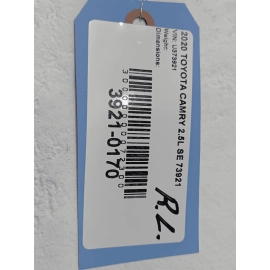 2020 TOYOTA CAMRY 2.5L SE 73921
VIN: U373921
Weight:
Dimensions:
3921-0170
R.L.